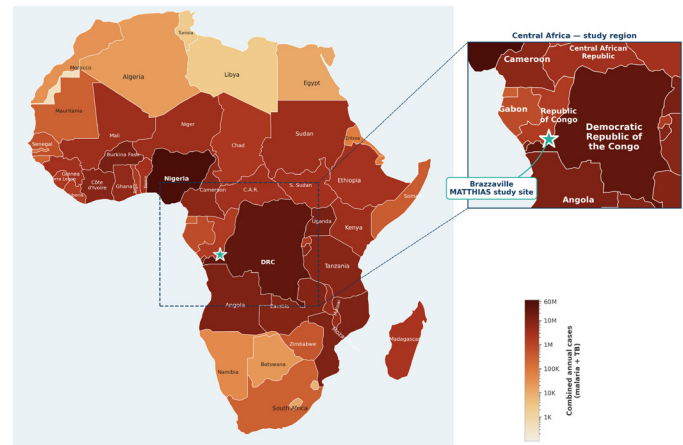 Central Africa — study region
Tunisia
Morocco
Algeria
Libya
Egypt
Mauritania
Mali
Niger
Chad
Sudan
Eritrea
Senegal
Burkina Faso
Guinea
Côte
d'Ivoire
Ghana
Nigeria
Cameroon
C.A.R.
S. Sudan
Ethiopia
Uganda
Kenya
DRC
Tanzania
Angola
Zambia
Zimbabwe
Namibia
Botswana
South Africa
Madagascar
Cameroon
Central African
Republic
Gabon
Republic
of Congo
Democratic
Republic of
the Congo
Angola
Brazzaville
MATTHIAS study site
60M
10M
1M
100K
10K
1K
Combined annual cases
(malaria + TB)